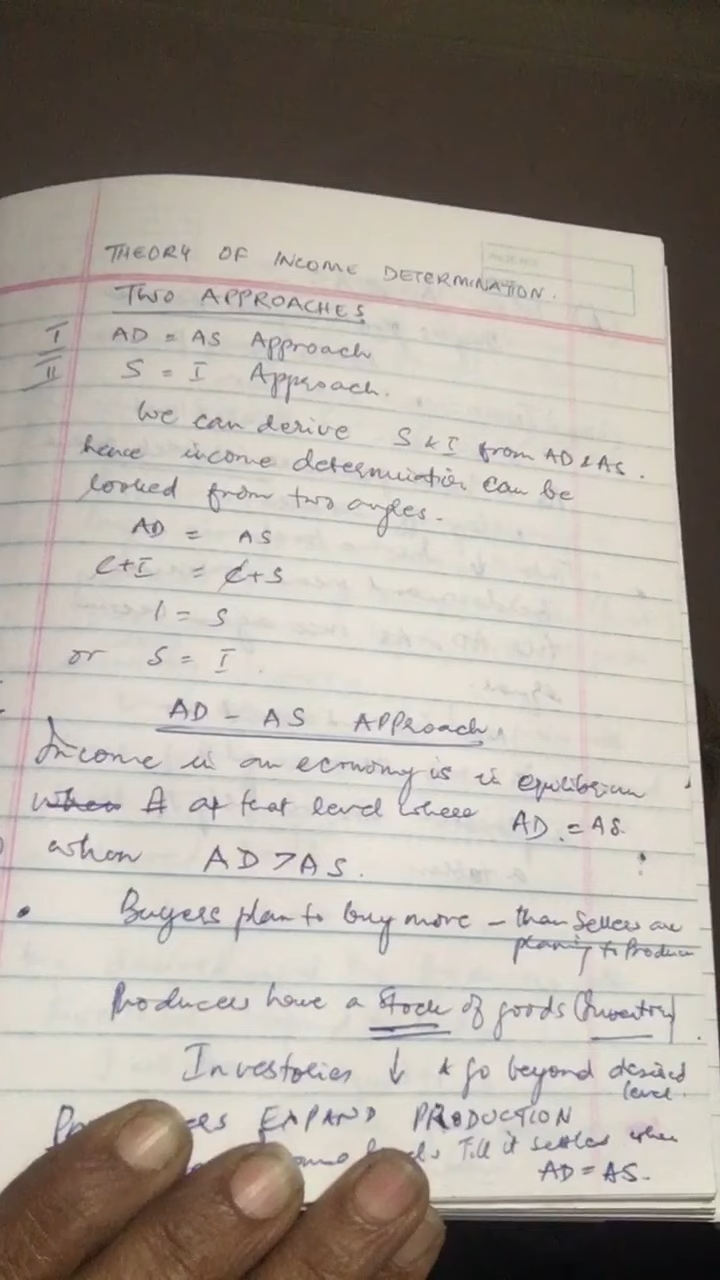 THEORY OF INCOME DETERMINATION.
TWO APPROACHES
I AD = AS Approach
II S = I Approach.
We can derive S & I from AD & AS.
hence income determination can be
looked from two angles.
AD = AS
C+I = C+S
I = S
or S = I.
AD - AS APPROACH
Income in an economy is in equilibrium
when A at that level where AD = AS.
when AD > AS.
Buyers plan to buy more - than Sellers are
planing to Produce
Producers have a stock of goods (Inventory)
Inventories ↓ & go beyond desired
level.
EXPAND PRODUCTION
Till it settles when
AD = AS.